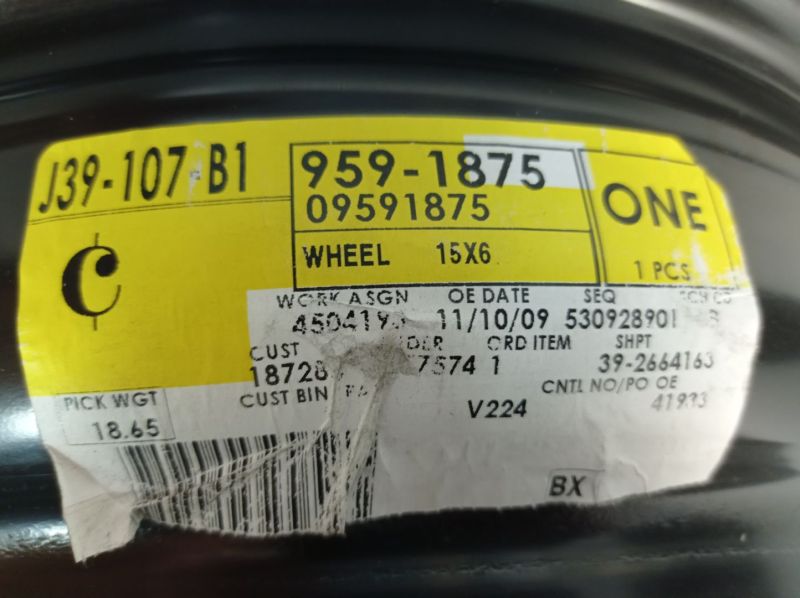 J39-107-B1
959-1875
09591875
WHEEL 15X6
ONE
1 PCS
¢
WORK ASGN OE DATE SEQ
11/10/09 530928901
CUST ORD ITEM SHPT
7574 1 39-2664163
PICK WGT CUST BIN CNTL NO/PO OE
18.65 V224 41933
BX